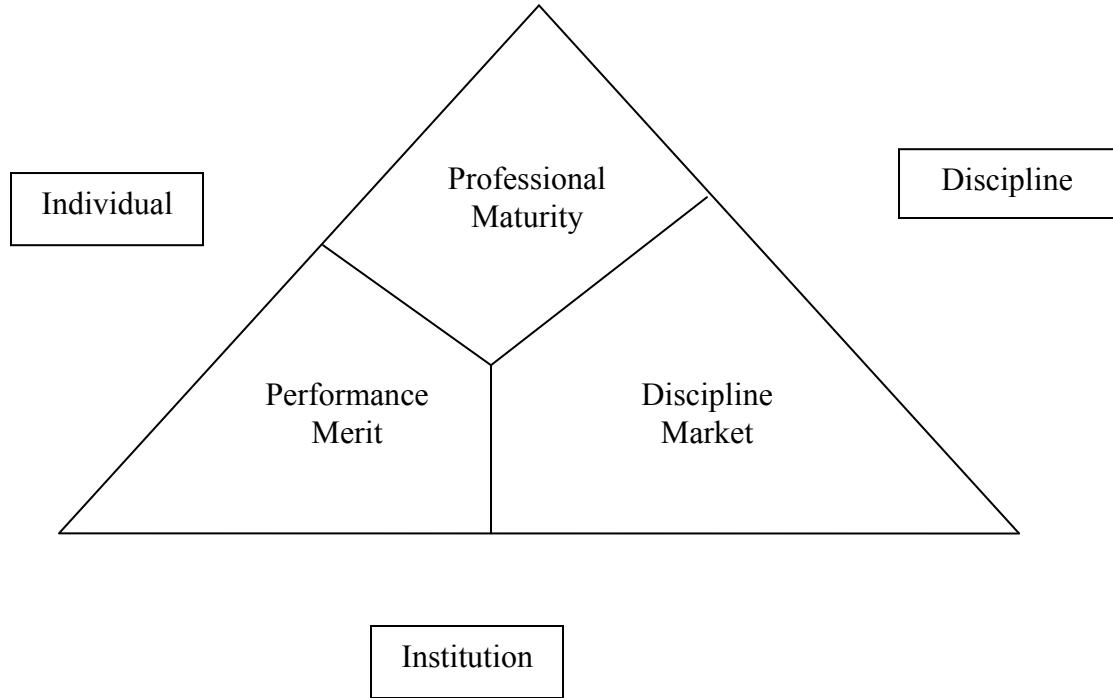 Professional
Maturity
Individual
Discipline
Performance
Merit
Discipline
Market
Institution